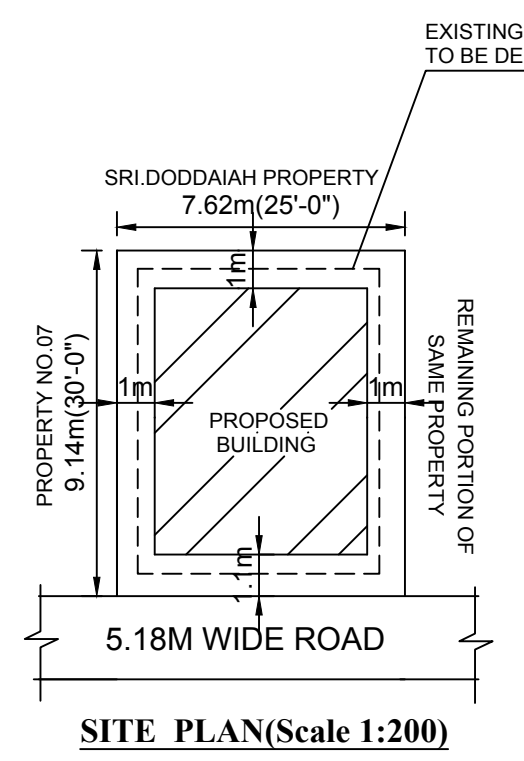 EXISTING
TO BE DE
SRI.DODDAIAH PROPERTY
7.62m(25'-0")
1m
PROPERTY NO.07
9.14m(30'-0")
1m
PROPOSED
BUILDING
1m
REMAINING PORTION OF
SAME PROPERTY
1.1m
5.18M WIDE ROAD
SITE PLAN(Scale 1:200)